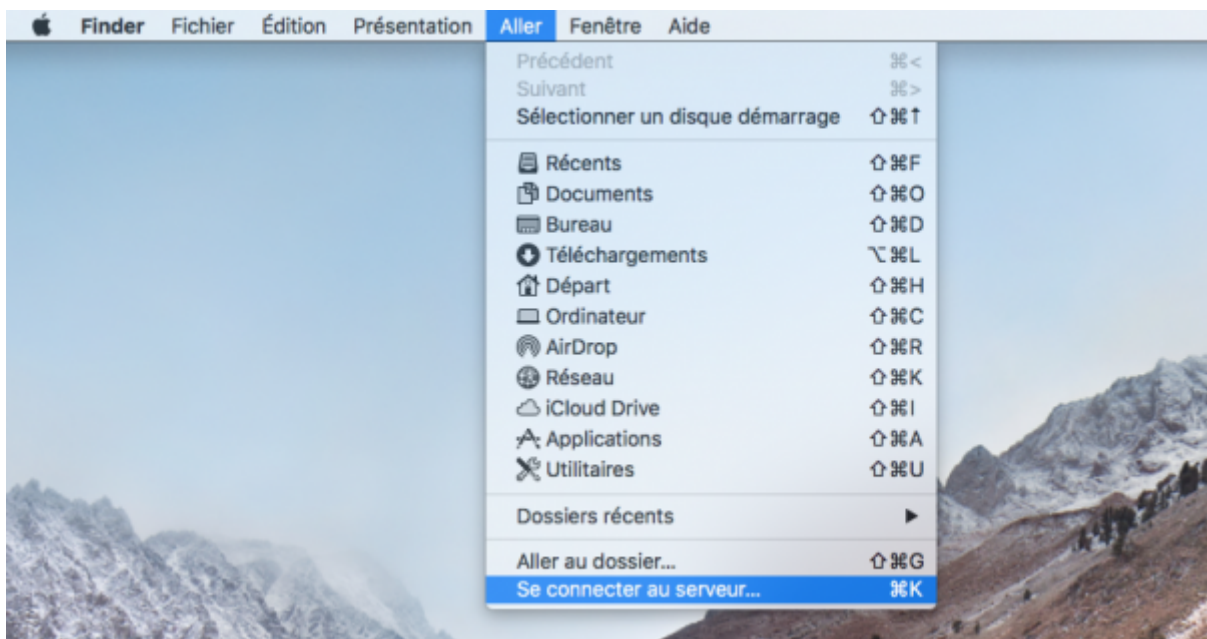 Finder Fichier Édition Présentation Aller Fenêtre Aide
Précédent ⌘<
Suivant ⌘>
Sélectionner un disque démarrage ⇧⌘↑
Récents ⇧⌘F
Documents ⇧⌘O
Bureau ⇧⌘D
Téléchargements ⌥⌘L
Départ ⇧⌘H
Ordinateur ⇧⌘C
AirDrop ⇧⌘R
Réseau ⇧⌘K
iCloud Drive ⇧⌘I
Applications ⇧⌘A
Utilitaires ⇧⌘U
Dossiers récents ▶
Aller au dossier... ⇧⌘G
Se connecter au serveur... ⌘K